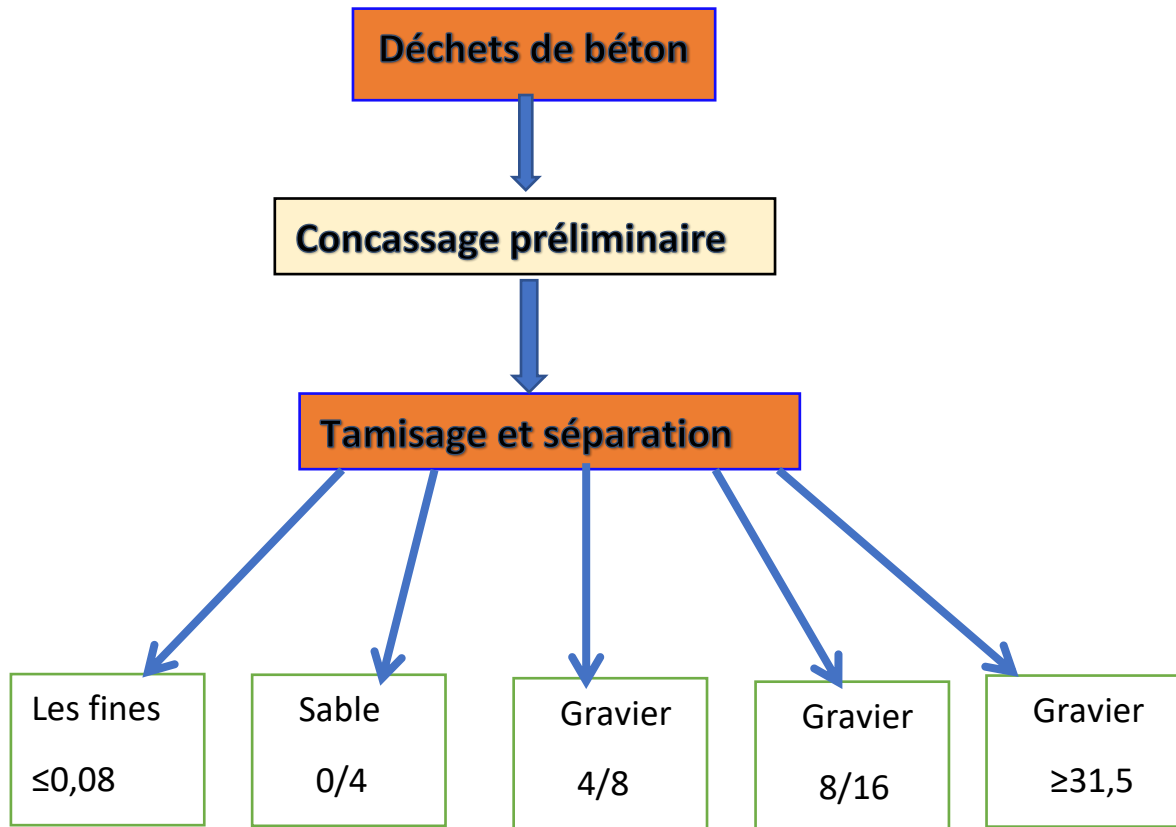 Déchets de béton
Concassage préliminaire
Tamisage et séparation
Les fines
≤0,08
Sable
0/4
Gravier
4/8
Gravier
8/16
Gravier
≥31,5